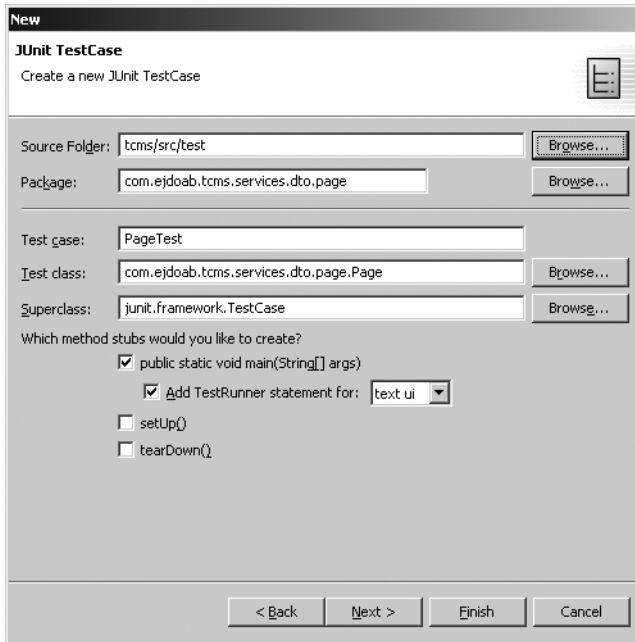 New
JUnit TestCase
Create a new JUnit TestCase
Source Folder: tcms/src/test Browse...
Package: com.ejdoab.tcms.services.dto.page Browse...
Test case: PageTest
Test class: com.ejdoab.tcms.services.dto.page.Page Browse...
Superclass: junit.framework.TestCase Browse...
Which method stubs would you like to create?
public static void main(String[] args)
Add TestRunner statement for: text ui
setUp()
tearDown()
< Back Next > Finish Cancel